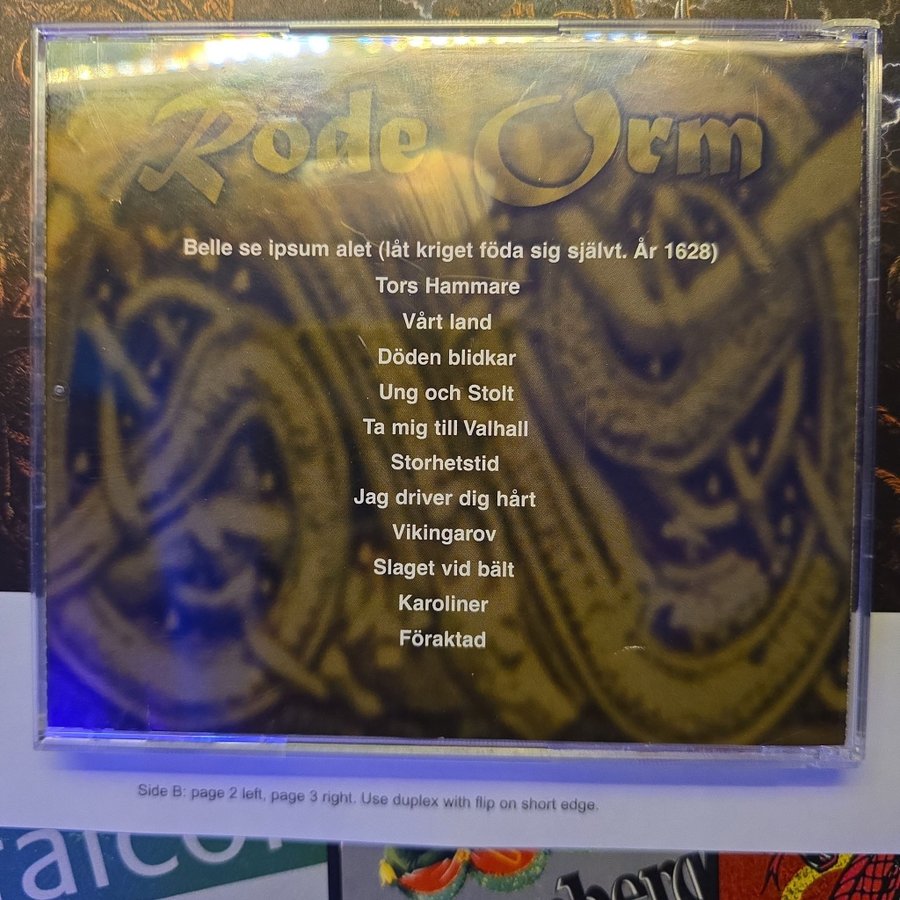 Röde Orm
Belle se ipsum alet (låt kriget föda sig självt. År 1628)
Tors Hammare
Vårt land
Döden blidkar
Ung och Stolt
Ta mig till Valhall
Storhetstid
Jag driver dig hårt
Vikingarov
Slaget vid bält
Karoliner
Föraktad
Side B: page 2 left, page 3 right. Use duplex with flip on short edge.